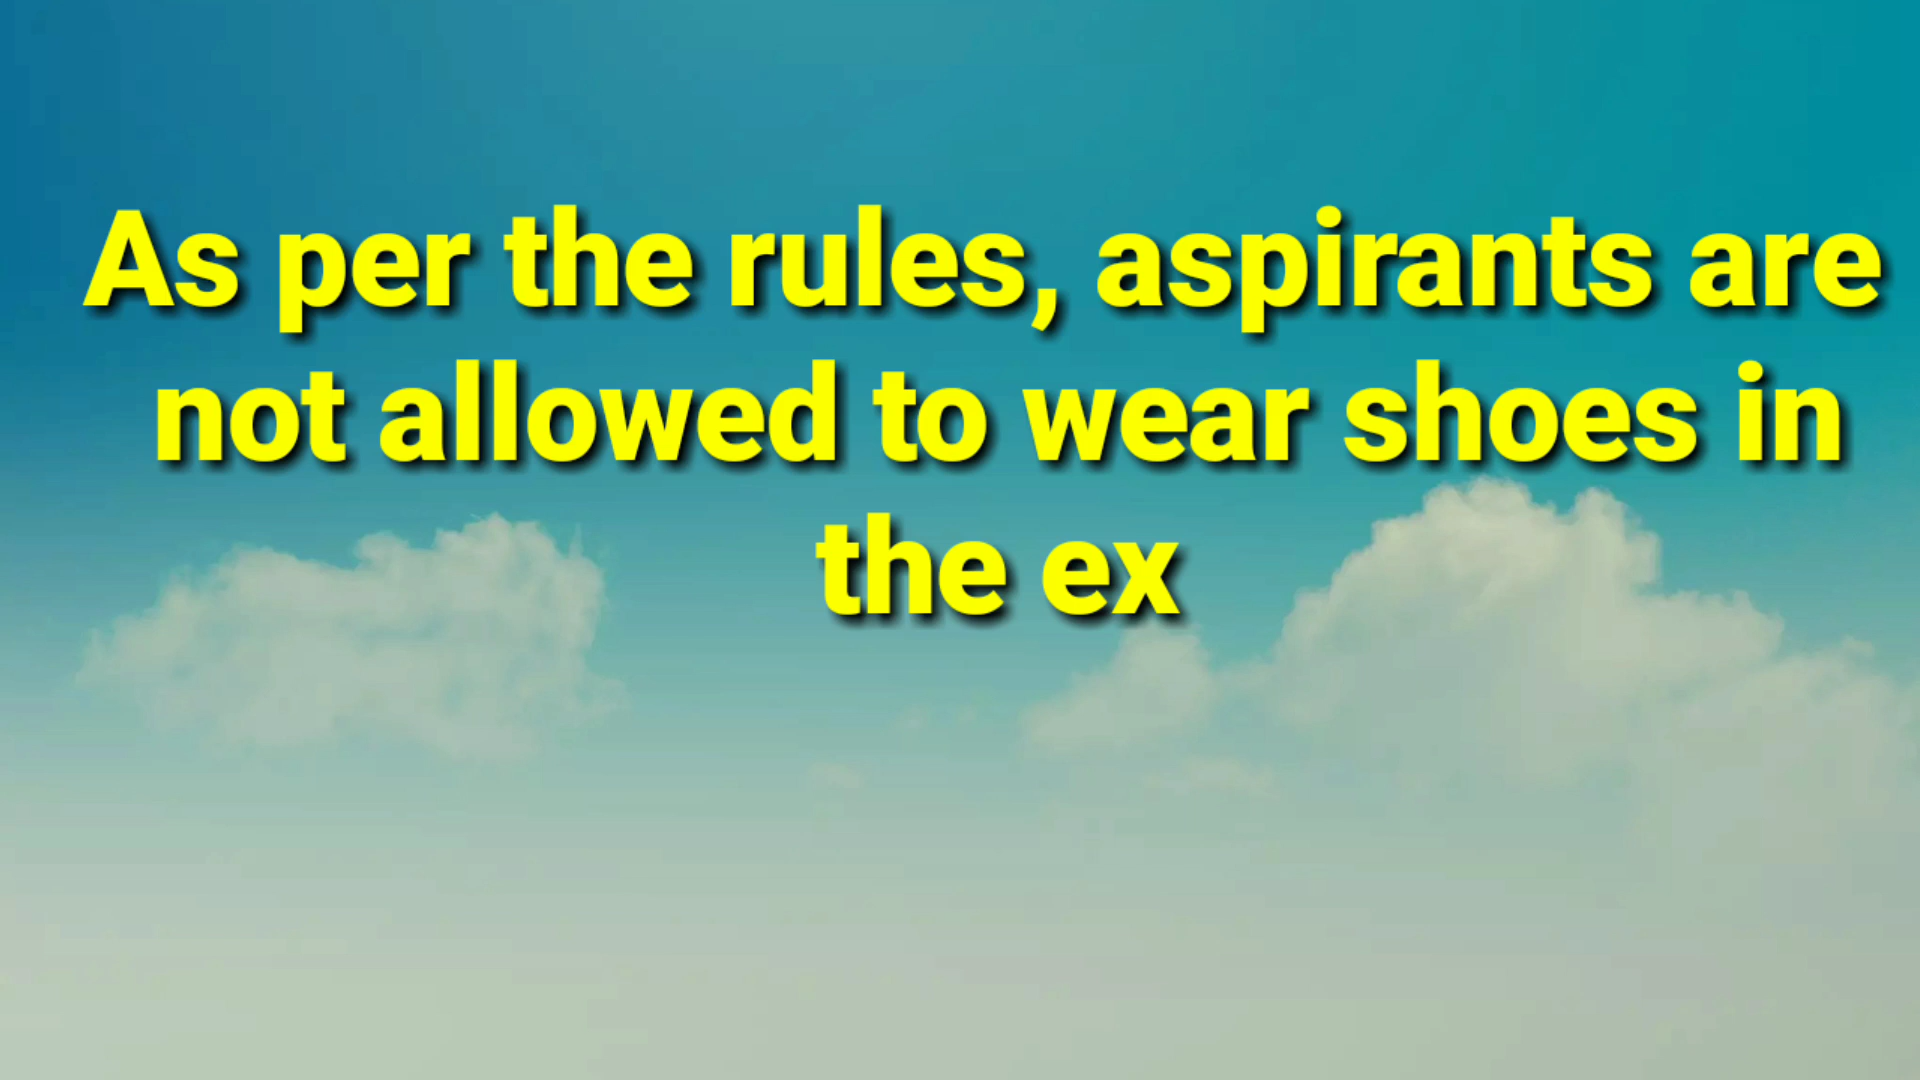 As per the rules, aspirants are
not allowed to wear shoes in
the ex